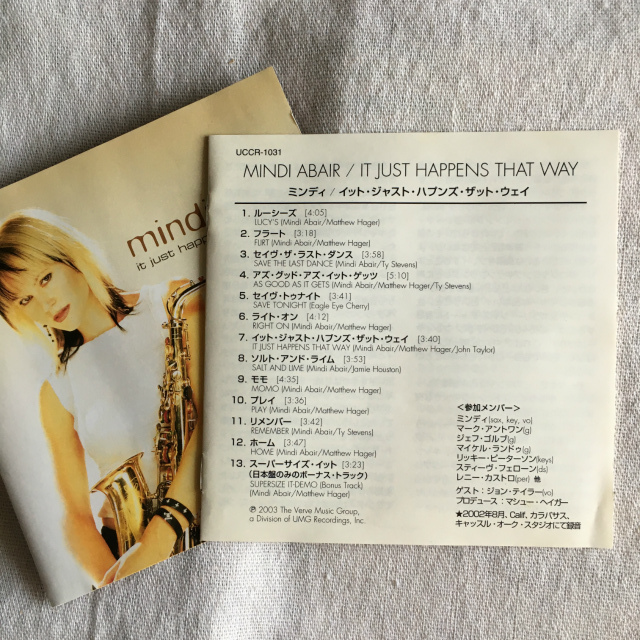 mindi
it just happ
UCCR-1031
MINDI ABAIR / IT JUST HAPPENS THAT WAY
ミンディ / イット・ジャスト・ハプンズ・ザット・ウェイ
1. ルーシーズ [4:05]
LUCY'S (Mindi Abair/Matthew Hager)
2. フラート [3:18]
FLIRT (Mindi Abair/Matthew Hager)
3. セイヴ・ザ・ラスト・ダンス [3:58]
SAVE THE LAST DANCE (Mindi Abair/Ty Stevens)
4. アズ・グッド・アズ・イット・ゲッツ [5:10]
AS GOOD AS IT GETS (Mindi Abair/Matthew Hager/Ty Stevens)
5. セイヴ・トゥナイト [3:41]
SAVE TONIGHT (Eagle Eye Cherry)
6. ライト・オン [4:12]
RIGHT ON (Mindi Abair/Matthew Hager)
7. イット・ジャスト・ハプンズ・ザット・ウェイ [3:40]
IT JUST HAPPENS THAT WAY (Mindi Abair/Matthew Hager/John Taylor)
8. ソルト・アンド・ライム [3:53]
SALT AND LIME (Mindi Abair/Jamie Houston)
9. モモ [4:35]
MOMO (Mindi Abair/Matthew Hager)
10. プレイ [3:36]
PLAY (Mindi Abair/Matthew Hager)
11. リメンバー [3:42]
REMEMBER (Mindi Abair/Ty Stevens)
12. ホーム [3:47]
HOME (Mindi Abair/Matthew Hager)
13. スーパーサイズ・イット [3:23]
(日本盤のみのボーナス・トラック)
SUPERSIZE IT-DEMO (Bonus Track)
(Mindi Abair/Matthew Hager)
℗ 2003 The Verve Music Group,
a Division of UMG Recordings, Inc.
<参加メンバー>
ミンディ(sax, key, vo)
マーク・アントワン(g)
ジェフ・ゴルブ(g)
マイケル・ランドゥ(g)
リッキー・ピーターソン(keys)
スティーヴ・フェローン(ds)
レニー・カストロ(per) 他
ゲスト：ジョン・テイラー(vo)
プロデュース：マシュー・ヘイガー
★2002年8月、Calif, カラバサス,
キャッスル・オーク・スタジオにて録音